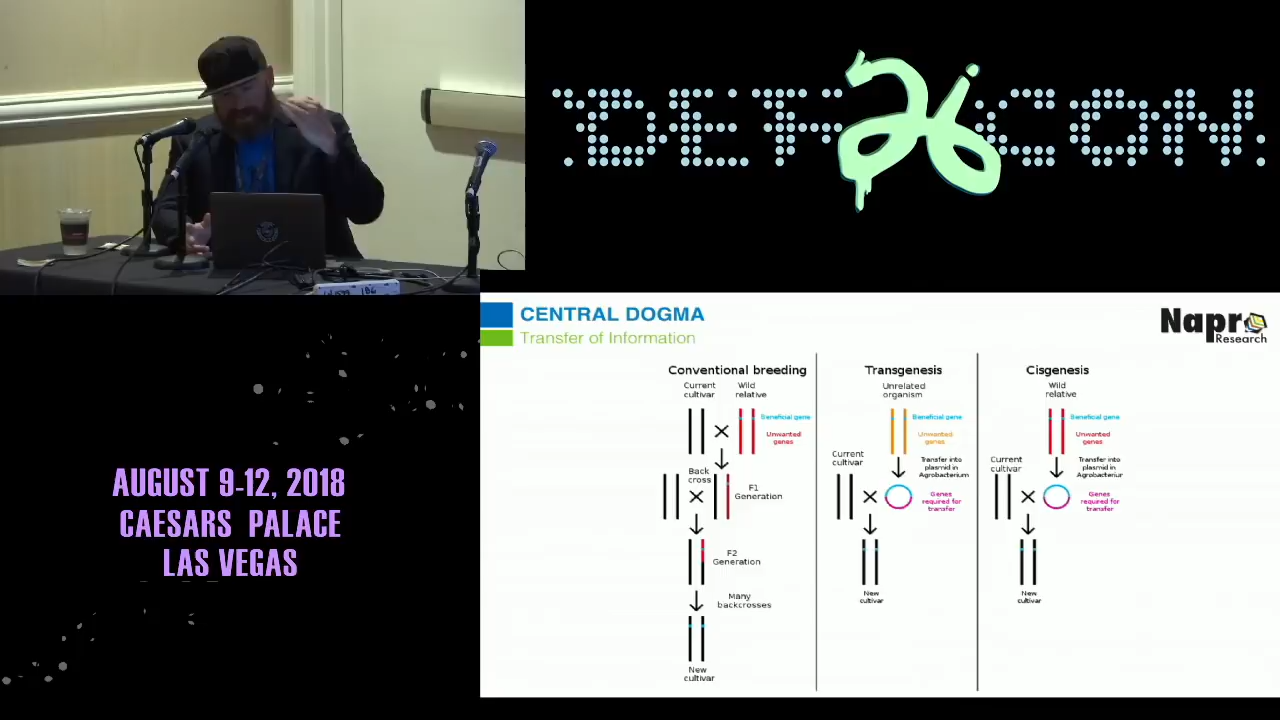 DEF CON
26
AUGUST 9-12, 2018
CAESARS PALACE
LAS VEGAS
CENTRAL DOGMA
Transfer of Information
Napro
Research
Conventional breeding
Current
cultivar
Wild
relative
Beneficial gene
Unwanted
genes
Back
cross
F1
Generation
F2
Generation
Many
backcrosses
New
cultivar
Transgenesis
Unrelated
organism
Beneficial gene
Unwanted
genes
Current
cultivar
Transfer into
plasmid in
Agrobacterium
Genes
required for
transfer
New
cultivar
Cisgenesis
Wild
relative
Beneficial gene
Unwanted
genes
Current
cultivar
Transfer into
plasmid in
Agrobacterium
Genes
required for
transfer
New
cultivar